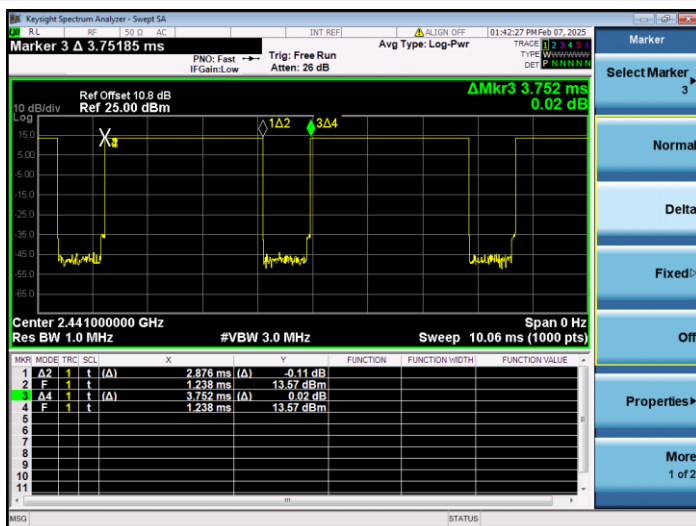 Keysight Spectrum Analyzer - Swept SA
LXI RL RF 50 Ω AC INT REF ALIGN OFF 01:42:27 PM Feb 07, 2025
Marker 3 Δ 3.75185 ms
PNO: Fast
IFGain:Low
Trig: Free Run
Atten: 26 dB
Avg Type: Log-Pwr
TRACE 1 2 3 4 5 6
TYPE WWWWWW
DET P N N N N N
ΔMkr3 3.752 ms
0.02 dB
Ref Offset 10.8 dB
10 dB/div Ref 25.00 dBm
Log
15.0
5.00
-5.00
-15.0
-25.0
-35.0
-45.0
-55.0
-65.0
1Δ2
3Δ4
Center 2.441000000 GHz Span 0 Hz
Res BW 1.0 MHz #VBW 3.0 MHz Sweep 10.06 ms (1000 pts)
MKR MODE TRC SCL X Y FUNCTION FUNCTION WIDTH FUNCTION VALUE
1 Δ2 1 t (Δ) 2.876 ms (Δ) -0.11 dB
2 F 1 t 1.238 ms 13.57 dBm
3 Δ4 1 t (Δ) 3.752 ms (Δ) 0.02 dB
4 F 1 t 1.238 ms 13.57 dBm
5
6
7
8
9
10
11
MSG STATUS
Marker
Select Marker
3
Normal
Delta
Fixed
Off
Properties
More
1 of 2